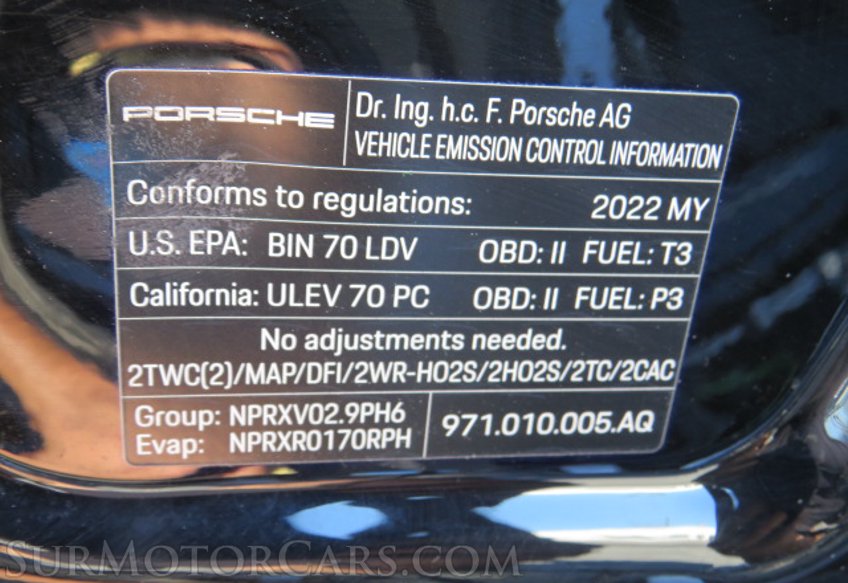 PORSCHE
Dr. Ing. h.c. F. Porsche AG
VEHICLE EMISSION CONTROL INFORMATION
Conforms to regulations: 2022 MY
U.S. EPA: BIN 70 LDV OBD: II FUEL: T3
California: ULEV 70 PC OBD: II FUEL: P3
No adjustments needed.
2TWC(2)/MAP/DFI/2WR-HO2S/2HO2S/2TC/2CAC
Group: NPRXV02.9PH6
Evap: NPRXR0170RPH
971.010.005.AQ
SURMOTORCARS.COM